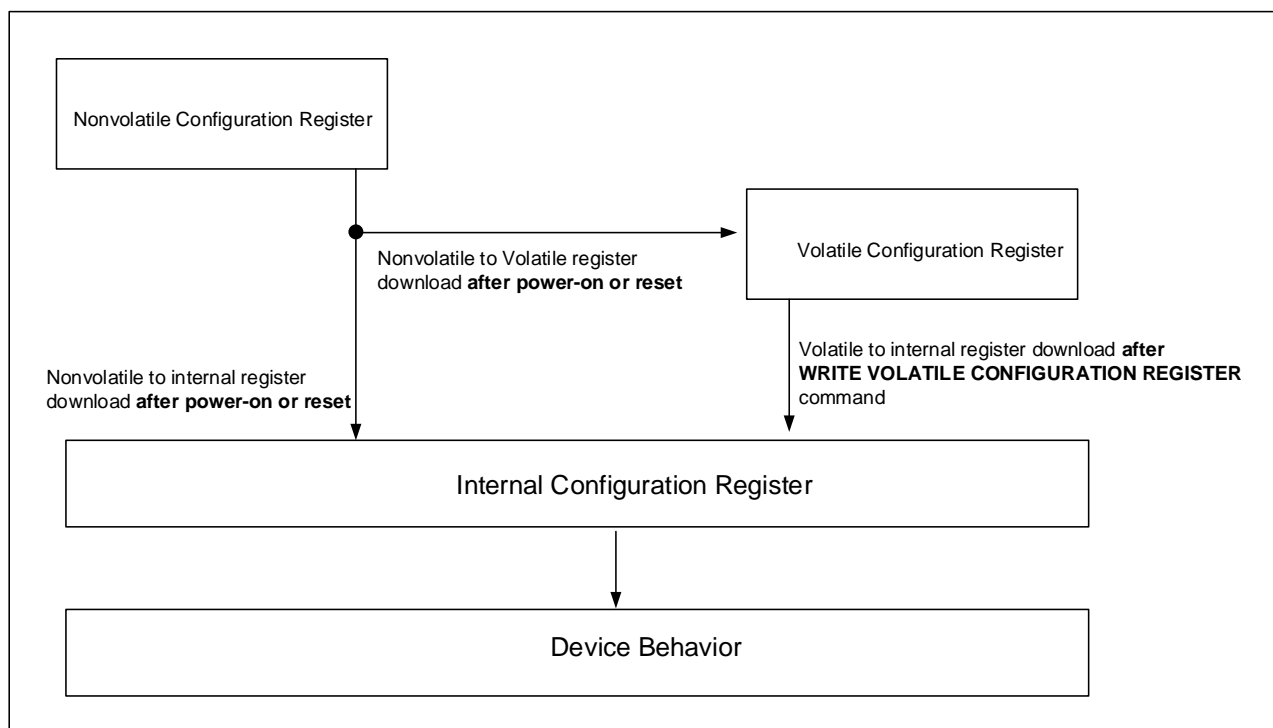 Nonvolatile Configuration Register
Nonvolatile to Volatile register
download after power-on or reset
Volatile Configuration Register
Volatile to internal register download after
WRITE VOLATILE CONFIGURATION REGISTER
command
Nonvolatile to internal register
download after power-on or reset
Internal Configuration Register
Device Behavior